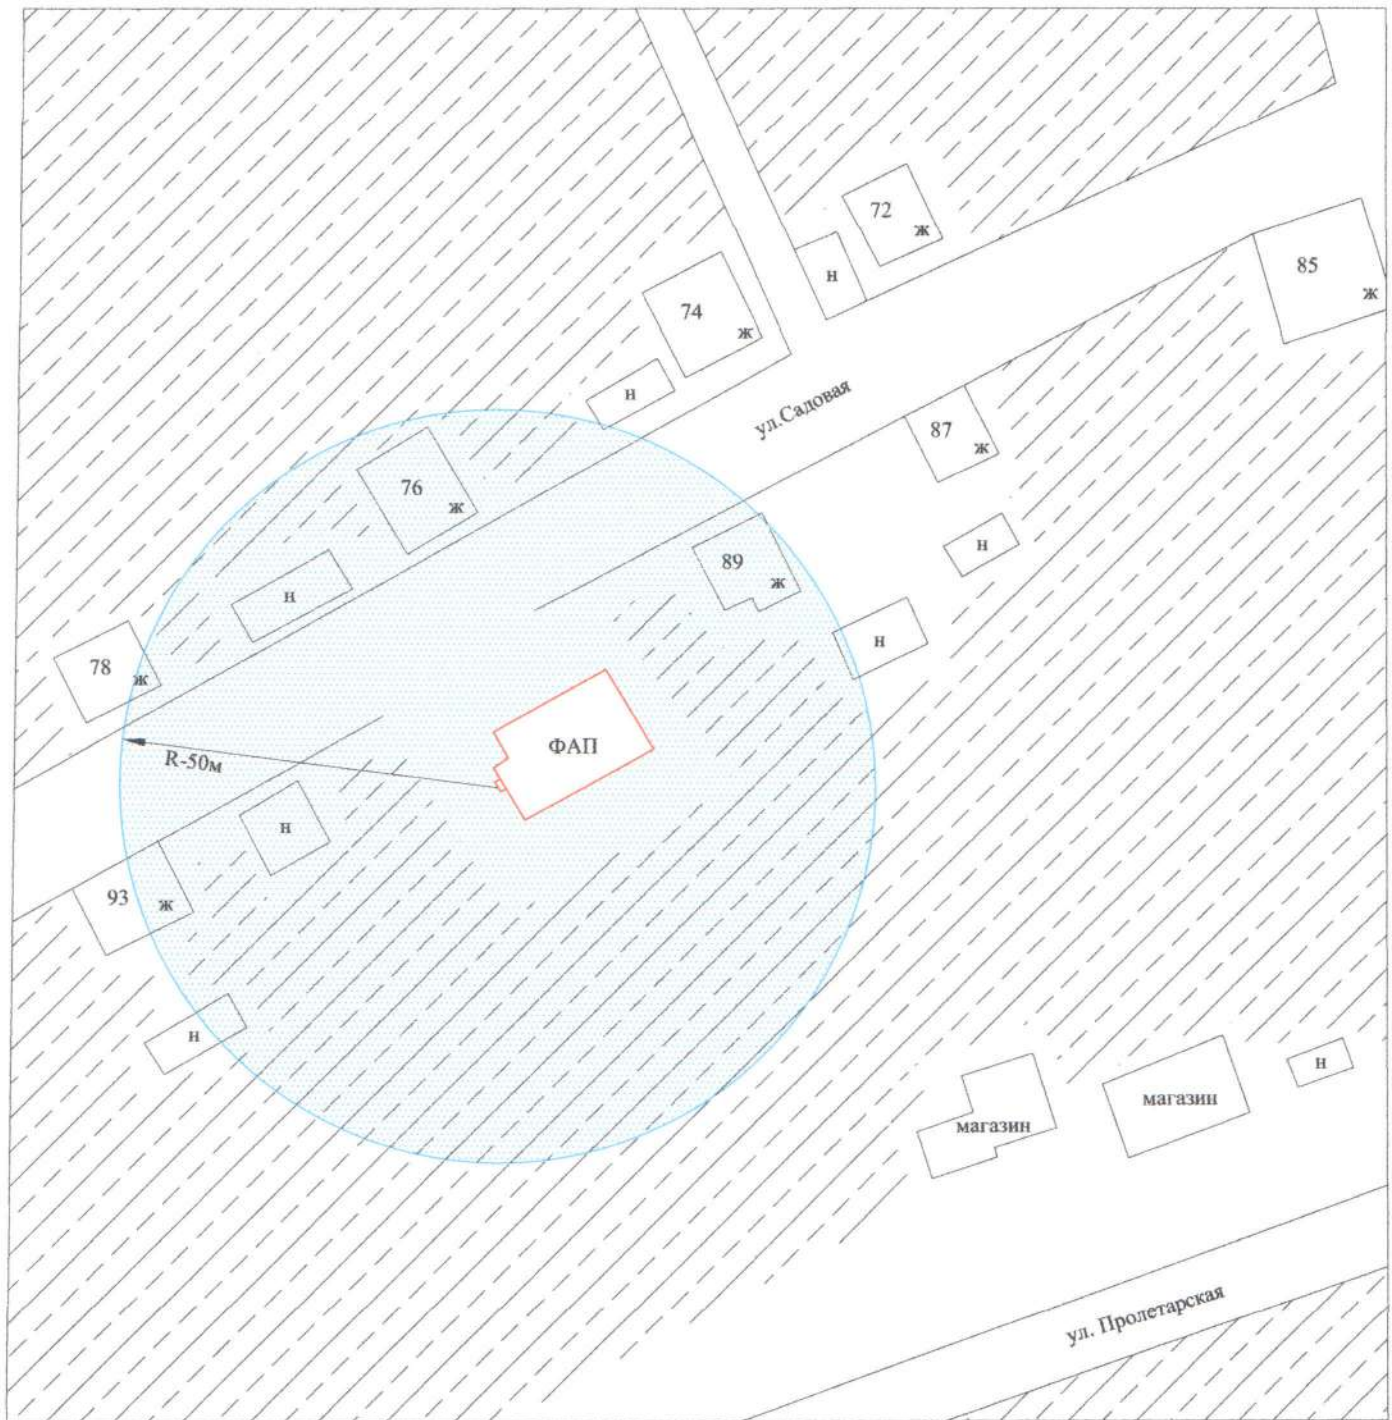 72
ж
н
85
ж
74
ж
н
ул.Садовая
87
ж
76
ж
н
89
ж
н
н
78
ж
н
ФАП
R-50м
н
93
ж
н
н
магазин
магазин
ул. Пролетарская